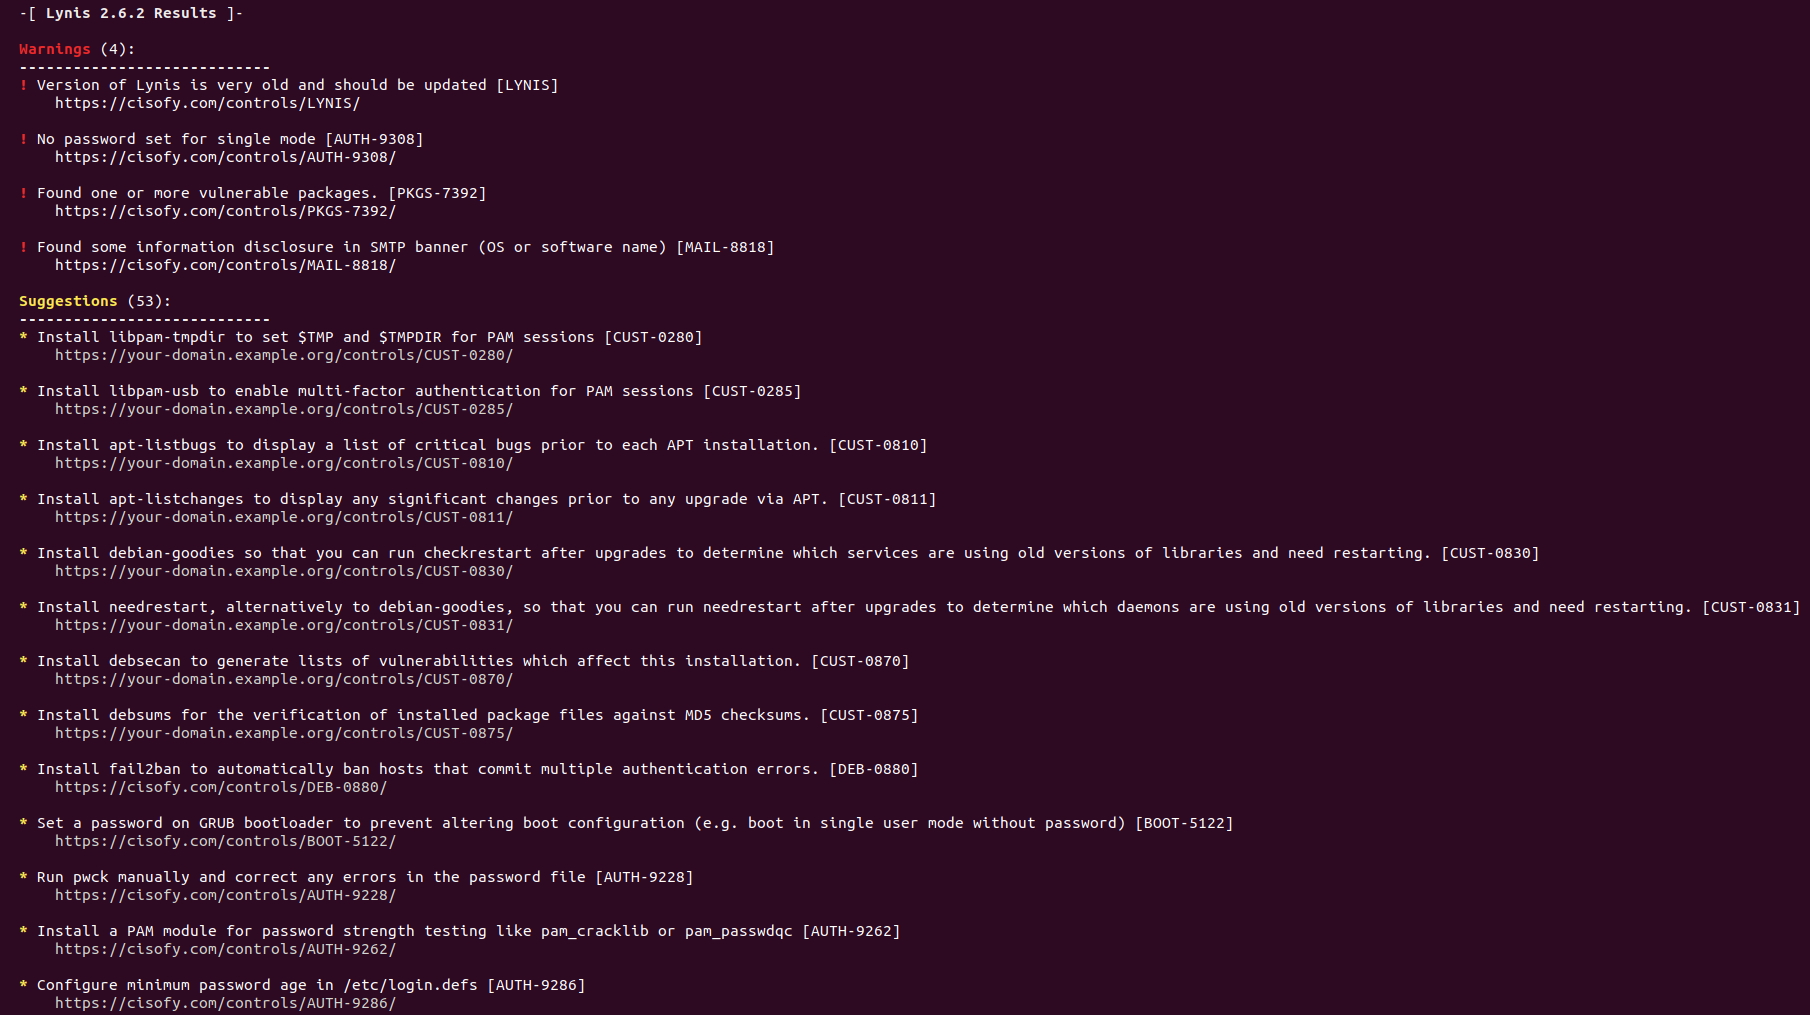 -[ Lynis 2.6.2 Results ]-
Warnings (4):
----------------------------
! Version of Lynis is very old and should be updated [LYNIS]
https://cisofy.com/controls/LYNIS/
! No password set for single mode [AUTH-9308]
https://cisofy.com/controls/AUTH-9308/
! Found one or more vulnerable packages. [PKGS-7392]
https://cisofy.com/controls/PKGS-7392/
! Found some information disclosure in SMTP banner (OS or software name) [MAIL-8818]
https://cisofy.com/controls/MAIL-8818/
Suggestions (53):
----------------------------
* Install libpam-tmpdir to set $TMP and $TMPDIR for PAM sessions [CUST-0280]
https://your-domain.example.org/controls/CUST-0280/
* Install libpam-usb to enable multi-factor authentication for PAM sessions [CUST-0285]
https://your-domain.example.org/controls/CUST-0285/
* Install apt-listbugs to display a list of critical bugs prior to each APT installation. [CUST-0810]
https://your-domain.example.org/controls/CUST-0810/
* Install apt-listchanges to display any significant changes prior to any upgrade via APT. [CUST-0811]
https://your-domain.example.org/controls/CUST-0811/
* Install debian-goodies so that you can run checkrestart after upgrades to determine which services are using old versions of libraries and need restarting. [CUST-0830]
https://your-domain.example.org/controls/CUST-0830/
* Install needrestart, alternatively to debian-goodies, so that you can run needrestart after upgrades to determine which daemons are using old versions of libraries and need restarting. [CUST-0831]
https://your-domain.example.org/controls/CUST-0831/
* Install debsecan to generate lists of vulnerabilities which affect this installation. [CUST-0870]
https://your-domain.example.org/controls/CUST-0870/
* Install debsums for the verification of installed package files against MD5 checksums. [CUST-0875]
https://your-domain.example.org/controls/CUST-0875/
* Install fail2ban to automatically ban hosts that commit multiple authentication errors. [DEB-0880]
https://cisofy.com/controls/DEB-0880/
* Set a password on GRUB bootloader to prevent altering boot configuration (e.g. boot in single user mode without password) [BOOT-5122]
https://cisofy.com/controls/BOOT-5122/
* Run pwck manually and correct any errors in the password file [AUTH-9228]
https://cisofy.com/controls/AUTH-9228/
* Install a PAM module for password strength testing like pam_cracklib or pam_passwdqc [AUTH-9262]
https://cisofy.com/controls/AUTH-9262/
* Configure minimum password age in /etc/login.defs [AUTH-9286]
https://cisofy.com/controls/AUTH-9286/